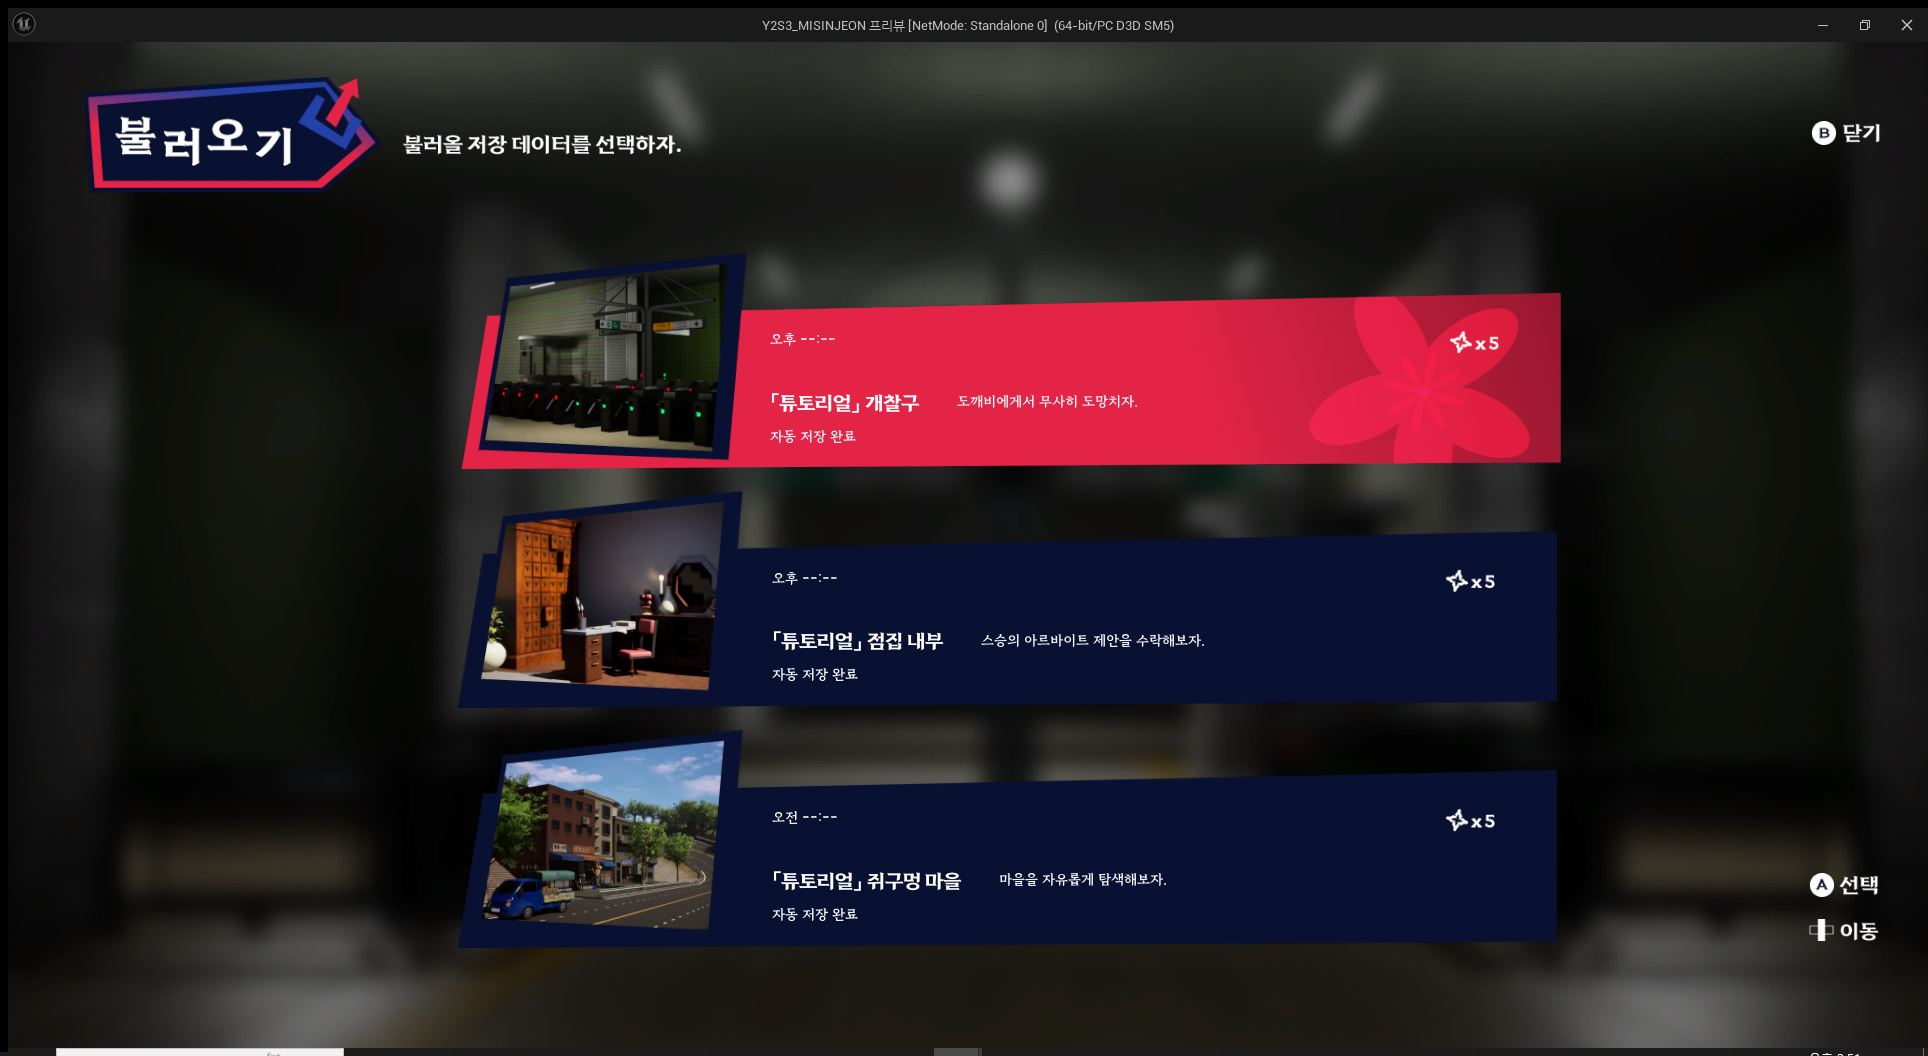 Y2S3_MISINJEON 프리뷰 [NetMode: Standalone 0] (64-bit/PC D3D SM5)
불러오기
불러올 저장 데이터를 선택하자.
B 닫기
오후 --:--
x5
「튜토리얼」 개찰구
도깨비에게서 무사히 도망치자.
자동 저장 완료
오후 --:--
x5
「튜토리얼」 점집 내부
스승의 아르바이트 제안을 수락해보자.
자동 저장 완료
오전 --:--
x5
「튜토리얼」 쥐구멍 마을
마을을 자유롭게 탐색해보자.
자동 저장 완료
A 선택
이동